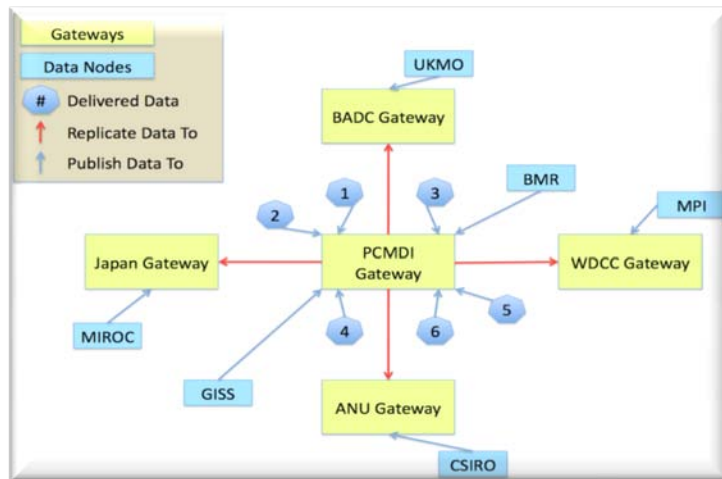 Gateways
Data Nodes
# Delivered Data
Replicate Data To
Publish Data To
UKMO
BADC Gateway
1
3
BMR
2
MPI
Japan Gateway
PCMDI
Gateway
WDCC Gateway
MIROC
4
6
5
GISS
ANU Gateway
CSIRO